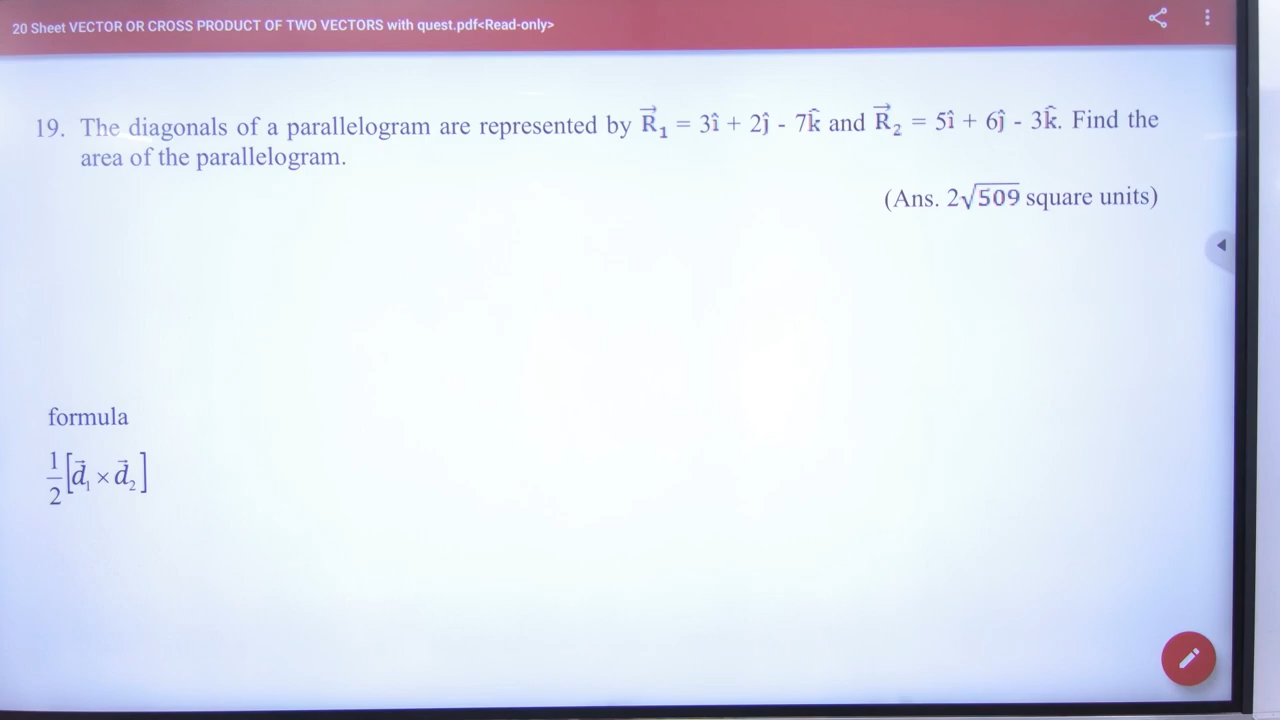 20 Sheet VECTOR OR CROSS PRODUCT OF TWO VECTORS with quest.pdf<Read-only>
19. The diagonals of a parallelogram are represented by R⃗₁ = 3î + 2ĵ - 7k̂ and R⃗₂ = 5î + 6ĵ - 3k̂. Find the
area of the parallelogram.
(Ans. 2√509 square units)
formula
1/2 [d⃗₁ × d⃗₂]